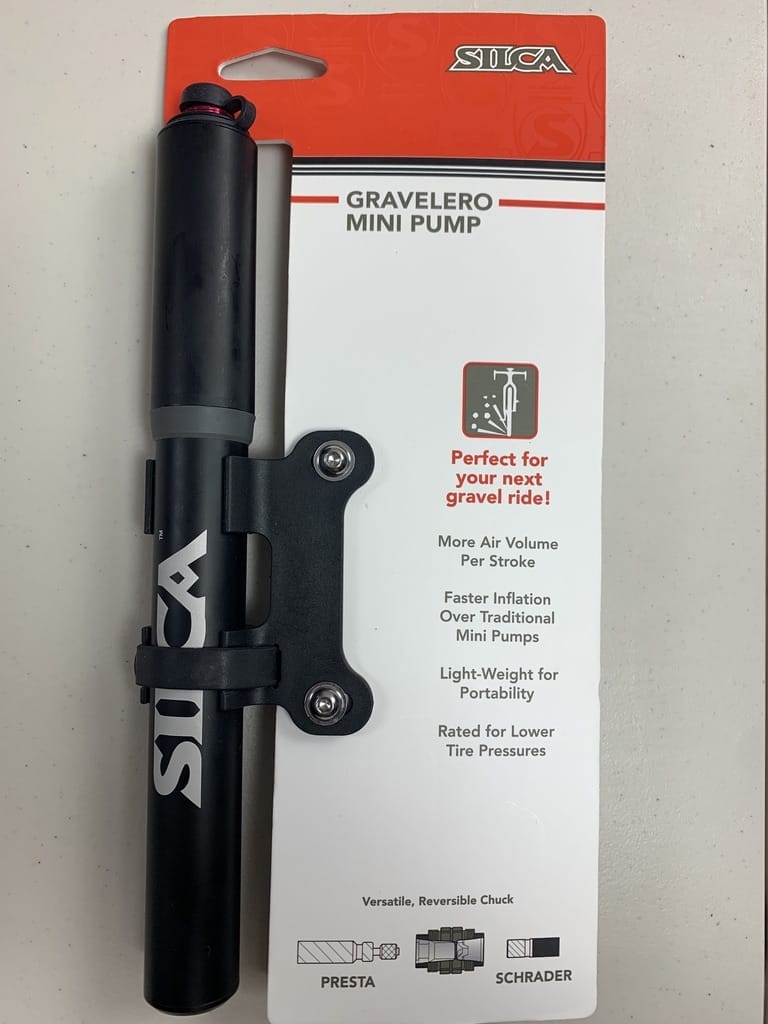 SILCA
GRAVELERO
MINI PUMP
Perfect for
your next
gravel ride!
More Air Volume
Per Stroke
Faster Inflation
Over Traditional
Mini Pumps
Light-Weight for
Portability
Rated for Lower
Tire Pressures
Versatile, Reversible Chuck
PRESTA
SCHRADER
SILCA™